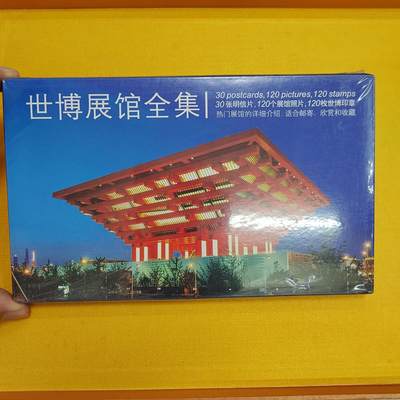 世博展馆全集
30 postcards, 120 pictures, 120 stamps
30张明信片, 120个展馆照片, 120枚世博印章
热门展馆的详细介绍 适合邮寄、欣赏和收藏